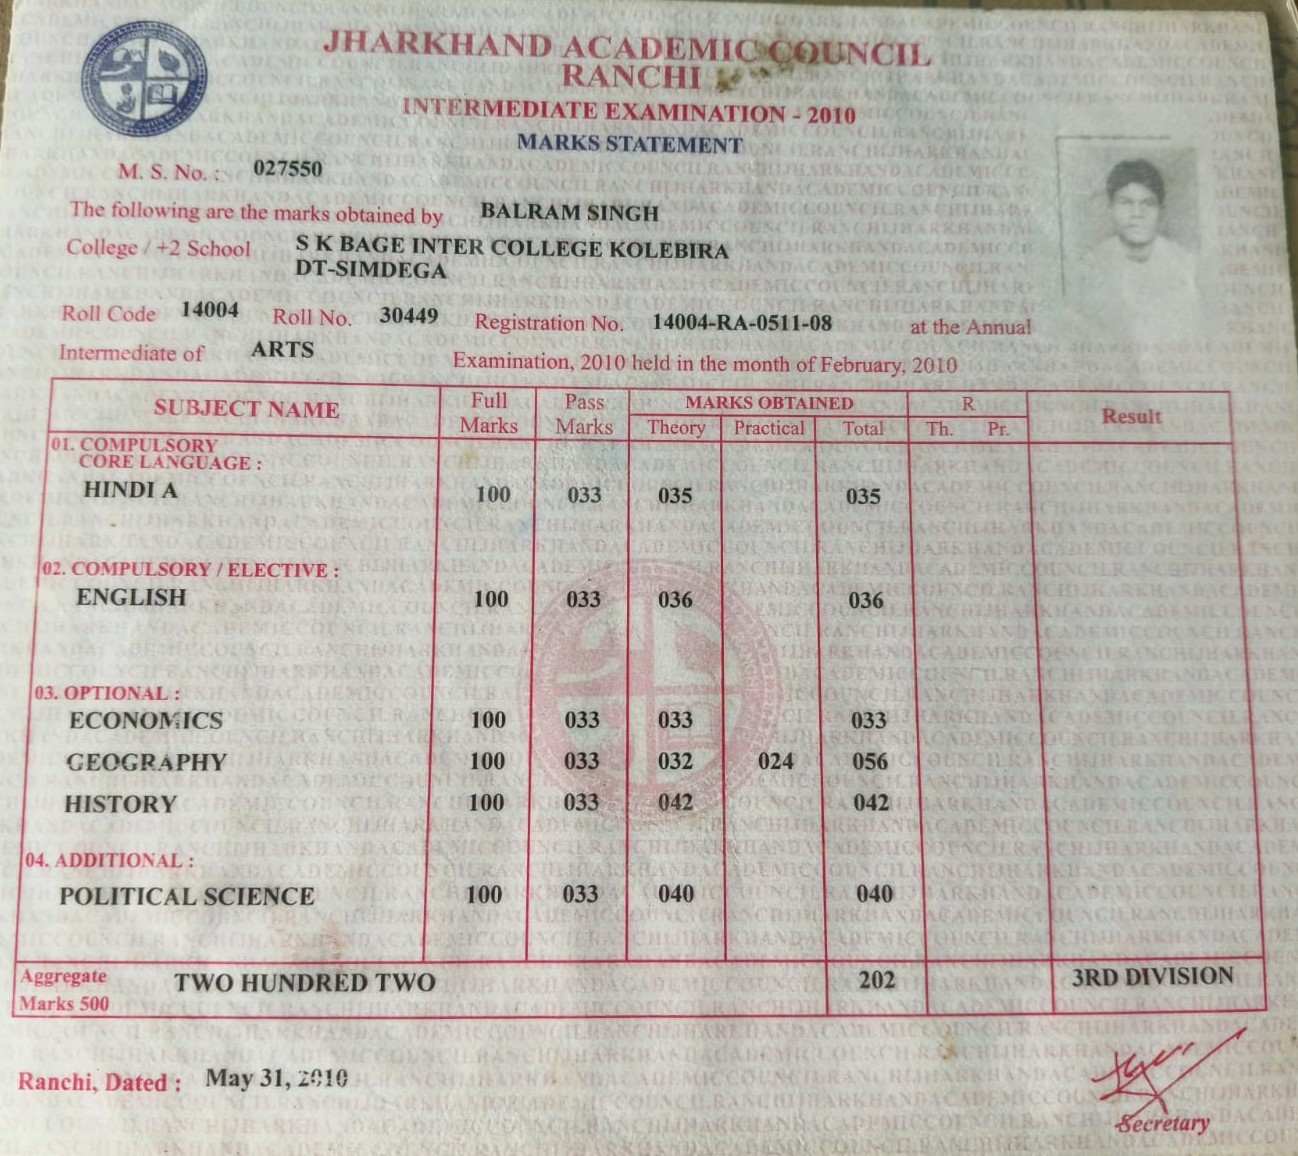 JHARKHAND ACADEMIC COUNCIL
RANCHI
INTERMEDIATE EXAMINATION - 2010
MARKS STATEMENT
M. S. No. : 027550
The following are the marks obtained by BALRAM SINGH
College / +2 School S K BAGE INTER COLLEGE KOLEBIRA
DT-SIMDEGA
Roll Code 14004 Roll No. 30449 Registration No. 14004-RA-0511-08 at the Annual
Intermediate of ARTS Examination, 2010 held in the month of February, 2010
SUBJECT NAME Full Marks Pass Marks MARKS OBTAINED R Result
Theory Practical Total Th. Pr.
01. COMPULSORY
CORE LANGUAGE :
HINDI A 100 033 035 035
02. COMPULSORY / ELECTIVE :
ENGLISH 100 033 036 036
03. OPTIONAL :
ECONOMICS 100 033 033 033
GEOGRAPHY 100 033 032 024 056
HISTORY 100 033 042 042
04. ADDITIONAL :
POLITICAL SCIENCE 100 033 040 040
Aggregate Marks 500 TWO HUNDRED TWO 202 3RD DIVISION
Ranchi, Dated : May 31, 2010
Secretary